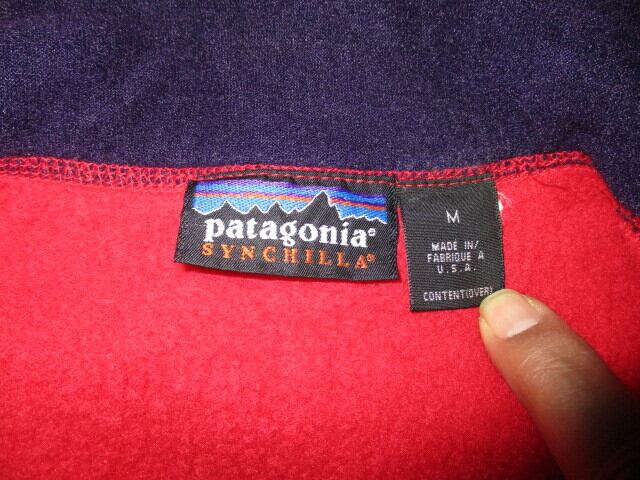 patagonia®
SYNCHILLA®
M
MADE IN/
FABRIQUE A
U.S.A.
CONTENT(OVER)